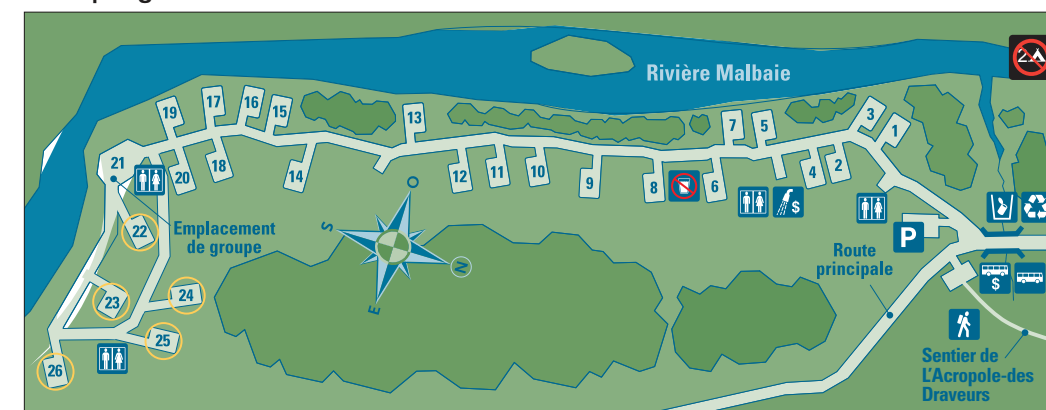 Rivière Malbaie
2
19
17
16
15
13
7
5
3
1
21
20
18
14
12
11
10
9
8
6
4
2
22
Emplacement
de groupe
O
S
N
E
P
Route
principale
$
$
23
24
25
26
Sentier de
L'Acropole-des
Draveurs